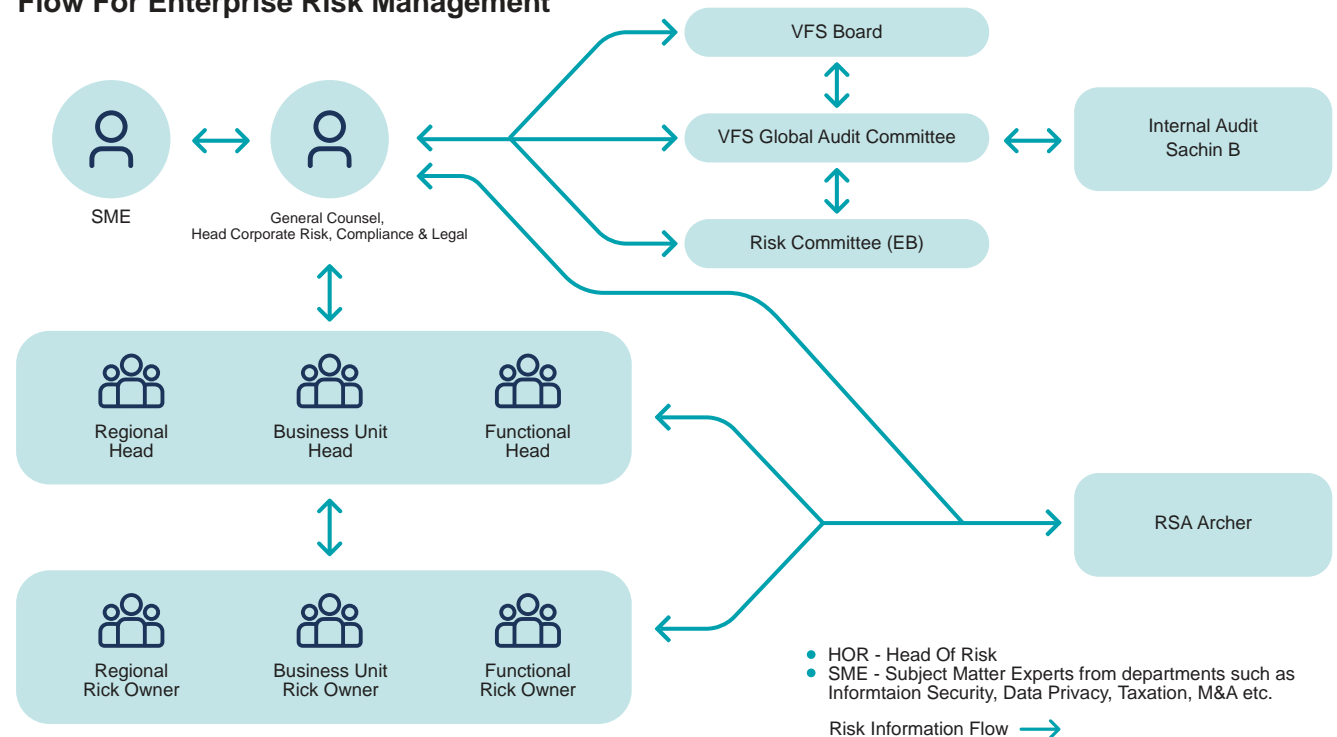 Flow For Enterprise Risk Management
VFS Board
VFS Global Audit Committee
Internal Audit
Sachin B
Risk Committee (EB)
SME
General Counsel,
Head Corporate Risk, Compliance & Legal
Regional
Head
Business Unit
Head
Functional
Head
RSA Archer
Regional
Rick Owner
Business Unit
Rick Owner
Functional
Rick Owner
HOR - Head Of Risk
SME - Subject Matter Experts from departments such as
Informtaion Security, Data Privacy, Taxation, M&A etc.
Risk Information Flow